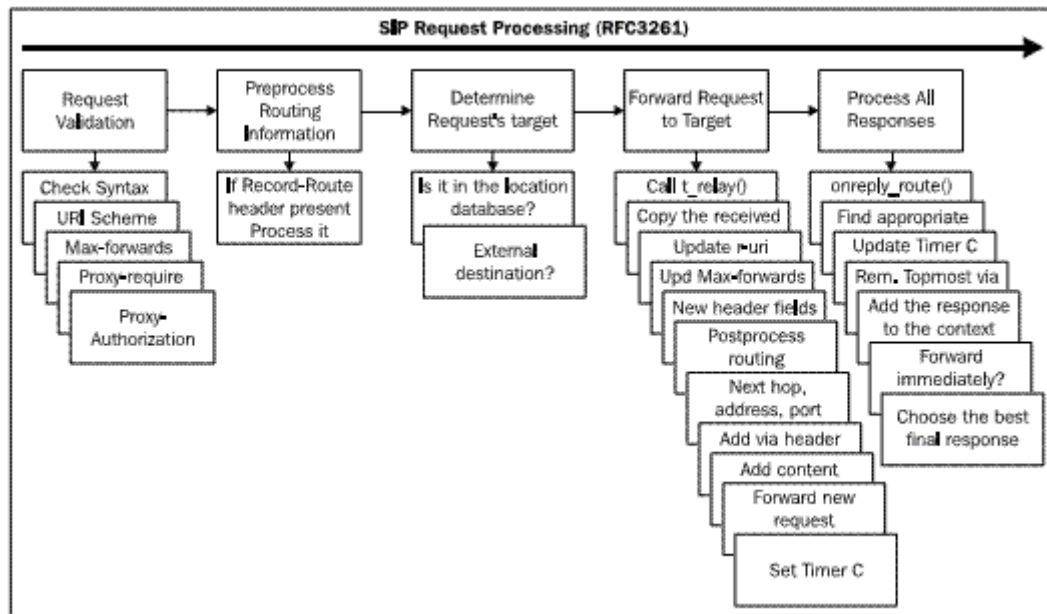 SIP Request Processing (RFC3261)
Request
Validation
Preprocess
Routing
Information
Determine
Request's target
Forward Request
to Target
Process All
Responses
Check Syntax
URI Scheme
Max-forwards
Proxy-require
Proxy-
Authorization
If Record-Route
header present
Process it
Is it in the location
database?
External
destination?
Call t_relay()
Copy the received
Update r-uri
Upd Max-forwards
New header fields
Postprocess
routing
Next hop,
address, port
Add via header
Add content
Forward new
request
Set Timer C
onreply_route()
Find appropriate
Update Timer C
Rem. Topmost via
Add the response
to the context
Forward
immediately?
Choose the best
final response